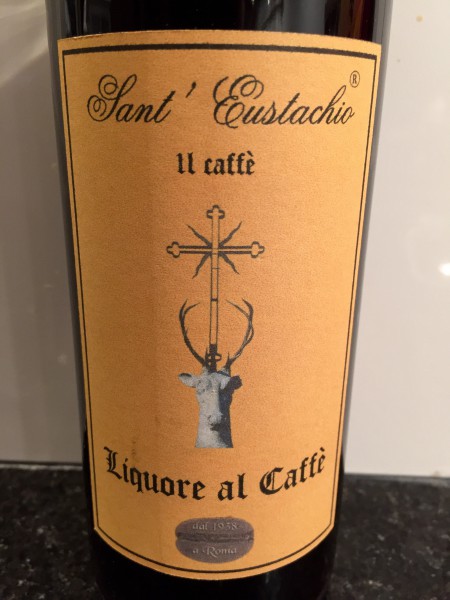 Sant' Eustachio ®
Il caffè
Liquore al Caffè
dal 1938
a Roma